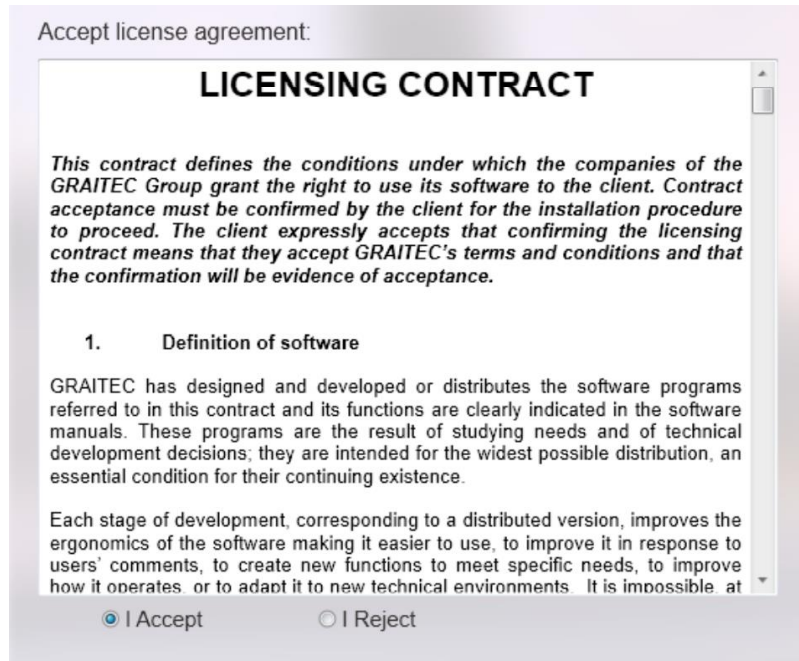 Accept license agreement:
LICENSING CONTRACT
This contract defines the conditions under which the companies of the
GRAITEC Group grant the right to use its software to the client. Contract
acceptance must be confirmed by the client for the installation procedure
to proceed. The client expressly accepts that confirming the licensing
contract means that they accept GRAITEC's terms and conditions and that
the confirmation will be evidence of acceptance.
1. Definition of software
GRAITEC has designed and developed or distributes the software programs
referred to in this contract and its functions are clearly indicated in the software
manuals. These programs are the result of studying needs and of technical
development decisions; they are intended for the widest possible distribution, an
essential condition for their continuing existence.
Each stage of development, corresponding to a distributed version, improves the
ergonomics of the software making it easier to use, to improve it in response to
users' comments, to create new functions to meet specific needs, to improve
how it operates, or to adapt it to new technical environments. It is impossible, at
I Accept I Reject